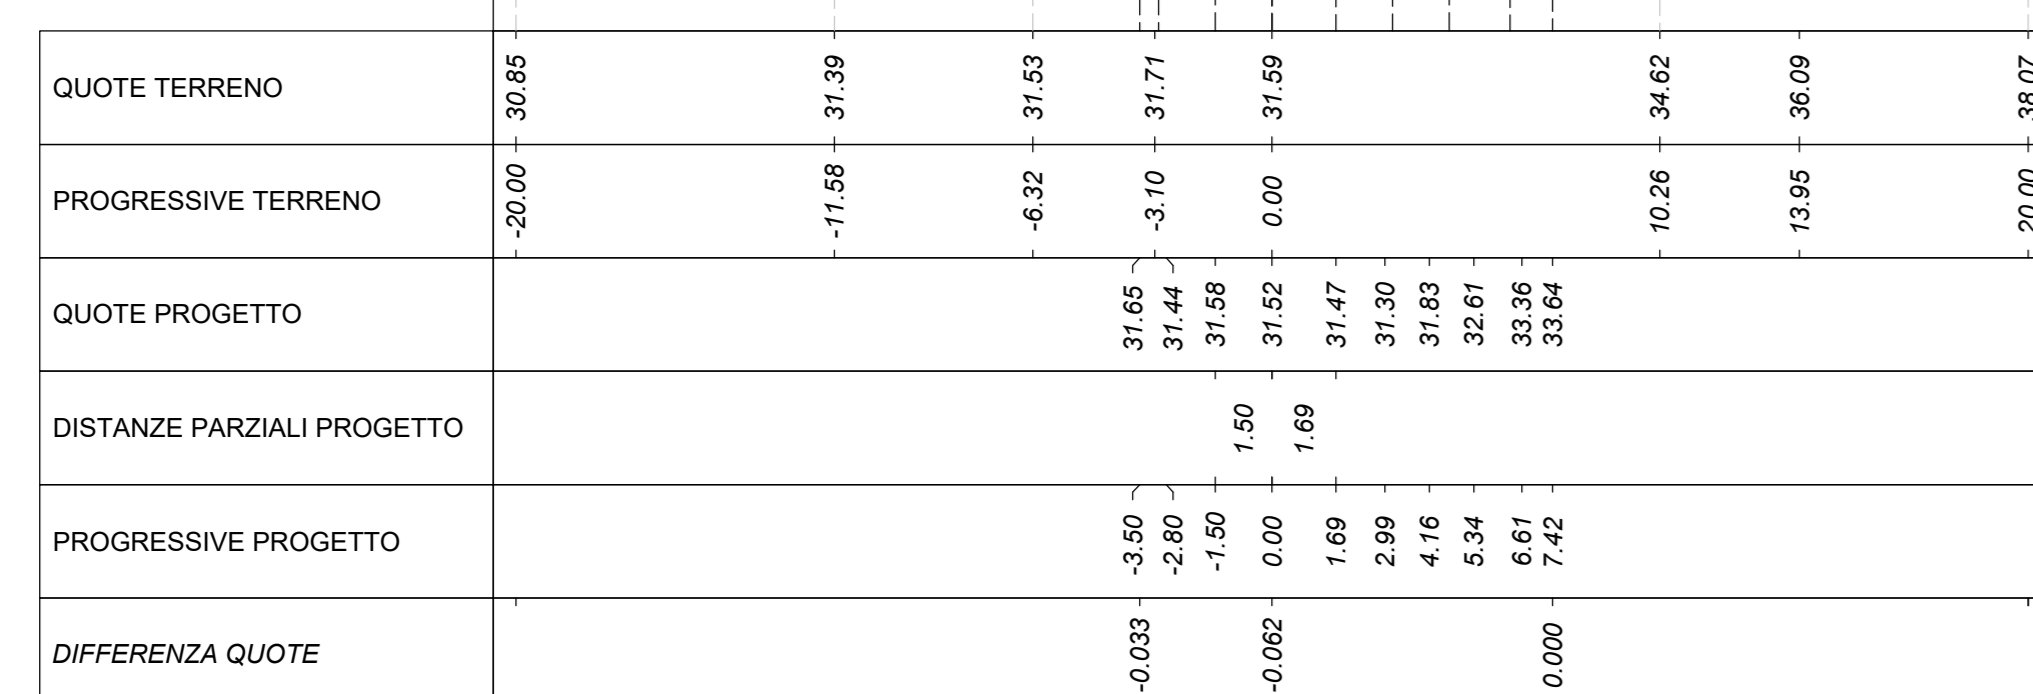 QUOTE TERRENO 30.85 31.39 31.53 31.71 31.59 34.62 36.09 38.07
PROGRESSIVE TERRENO -20.00 -11.58 -6.32 -3.10 0.00 10.26 13.95 20.00
QUOTE PROGETTO 31.65 31.44 31.58 31.52 31.47 31.30 31.83 32.61 33.36 33.64
DISTANZE PARZIALI PROGETTO 1.50 1.69
PROGRESSIVE PROGETTO -3.50 -2.80 -1.50 0.00 1.69 2.99 4.16 5.34 6.61 7.42
DIFFERENZA QUOTE -0.033 -0.062 0.000